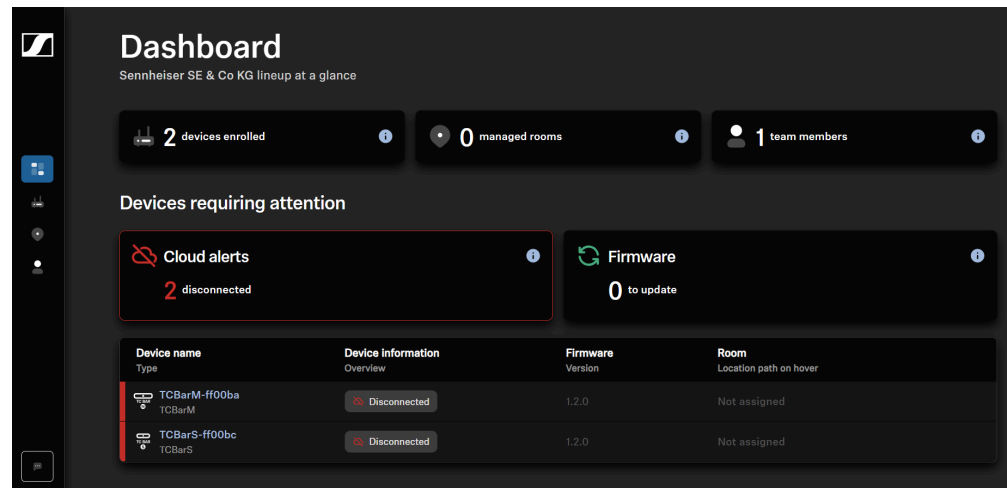 Dashboard
Sennheiser SE & Co KG lineup at a glance
2 devices enrolled
0 managed rooms
1 team members
Devices requiring attention
Cloud alerts
2 disconnected
Firmware
0 to update
Device name Device information Firmware Room
Type Overview Version Location path on hover
TCBarM-ff00ba Disconnected 1.2.0 Not assigned
TCBarM
TCBarS-ff00bc Disconnected 1.2.0 Not assigned
TCBarS